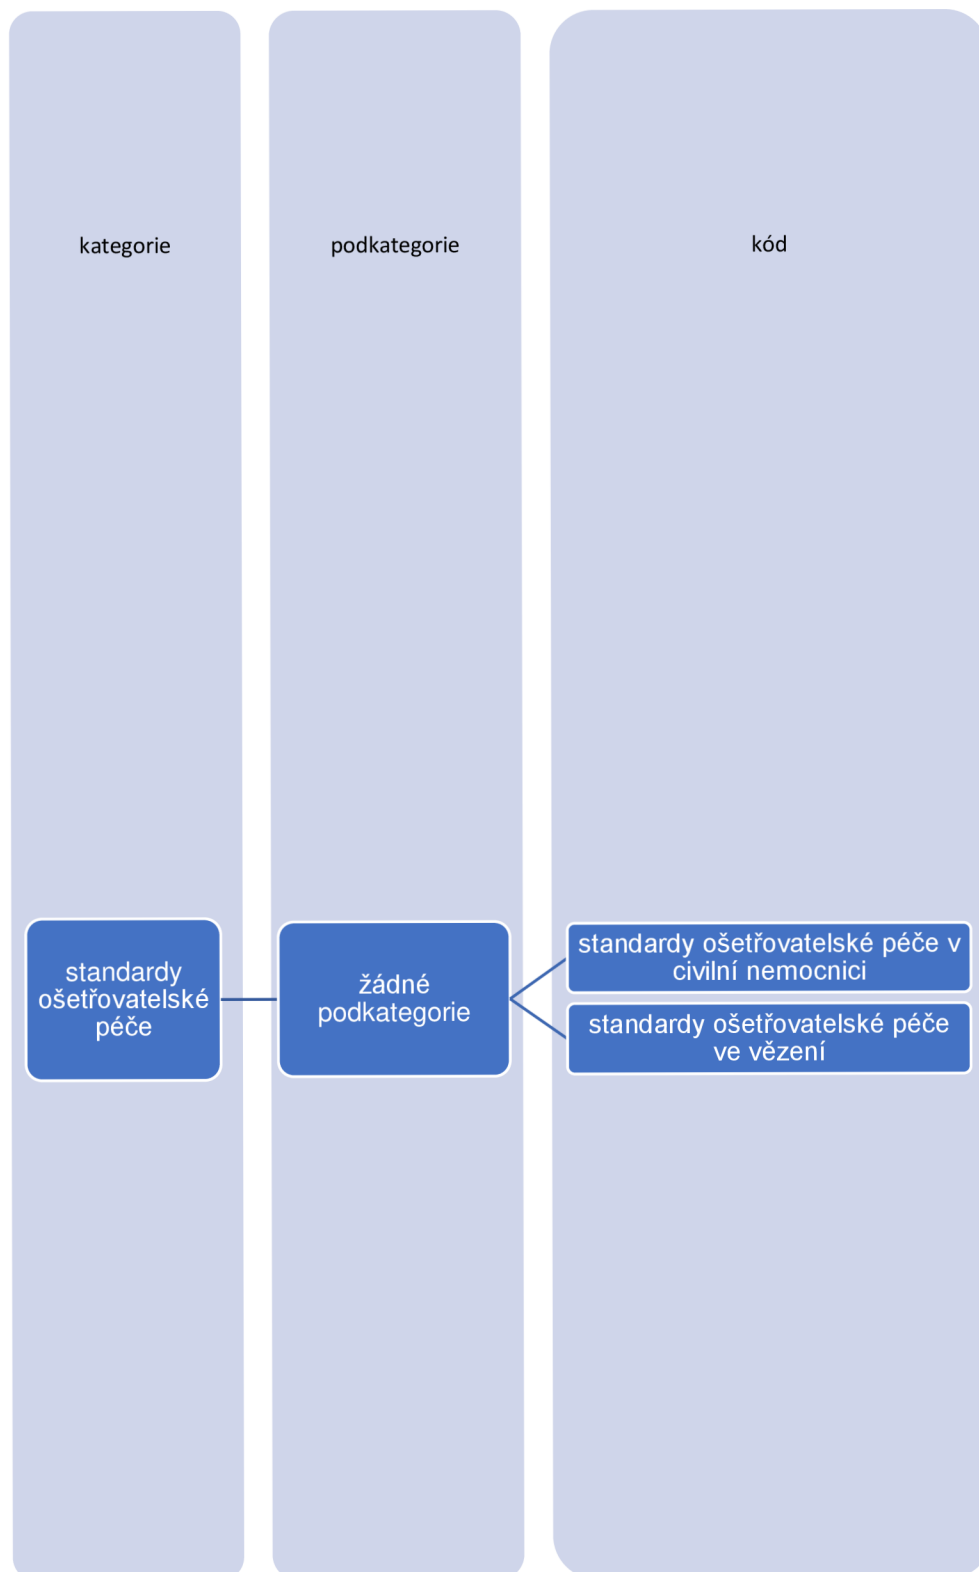 kategorie
podkategorie
kód
standardy
ošetřovatelské
péče
žádné
podkategorie
standardy ošetřovatelské péče v
civilní nemocnici
standardy ošetřovatelské péče
ve vězení